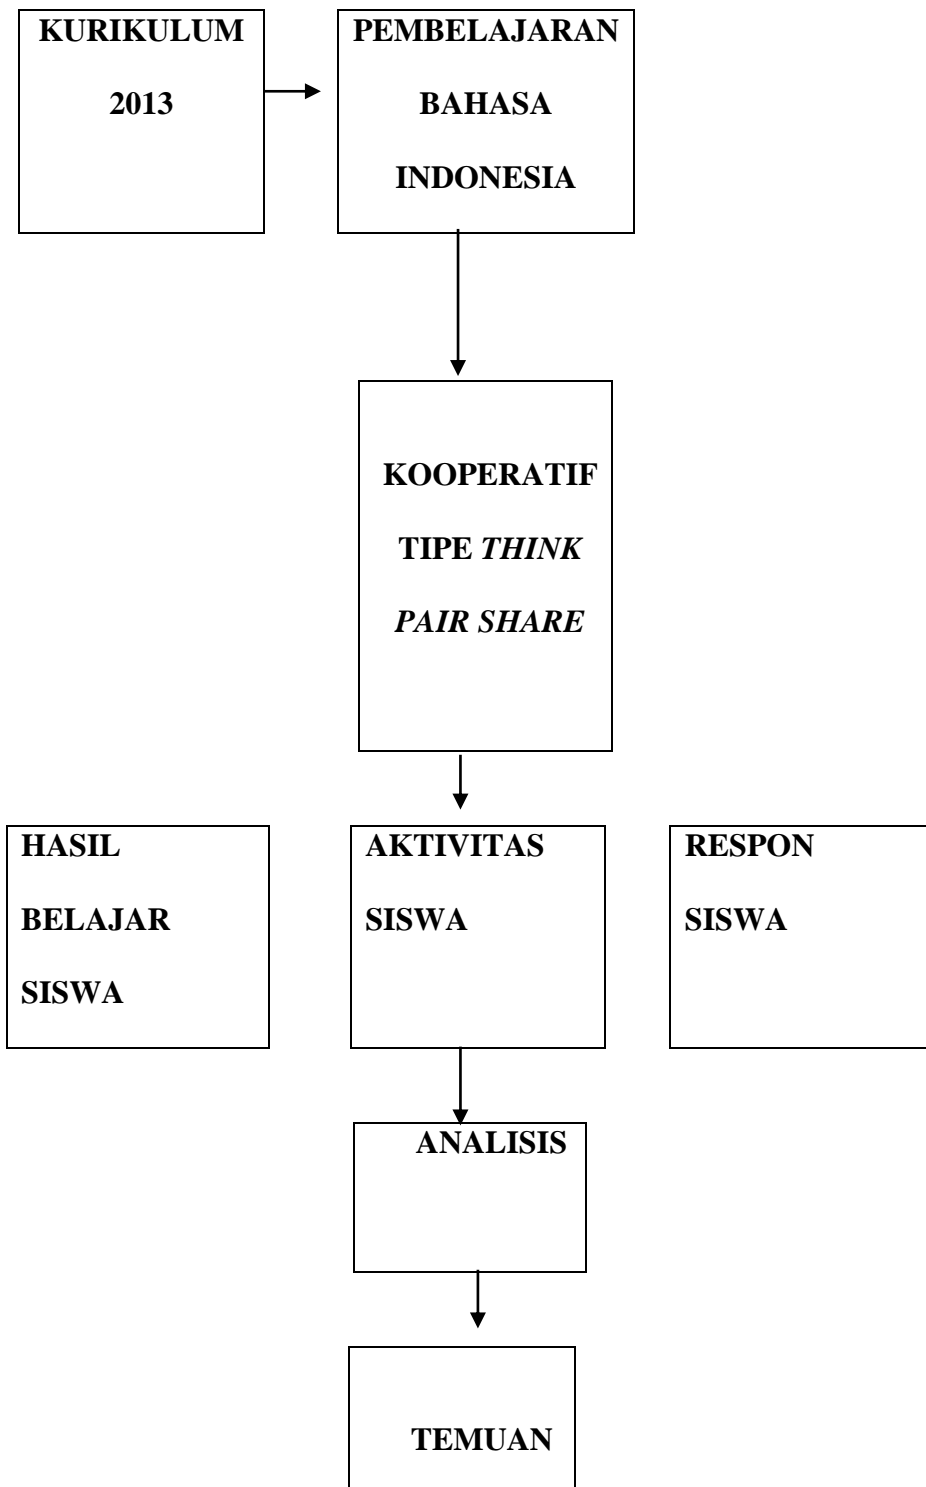 KURIKULUM
2013
PEMBELAJARAN
BAHASA
INDONESIA
KOOPERATIF
TIPE THINK
PAIR SHARE
HASIL
BELAJAR
SISWA
AKTIVITAS
SISWA
RESPON
SISWA
ANALISIS
TEMUAN